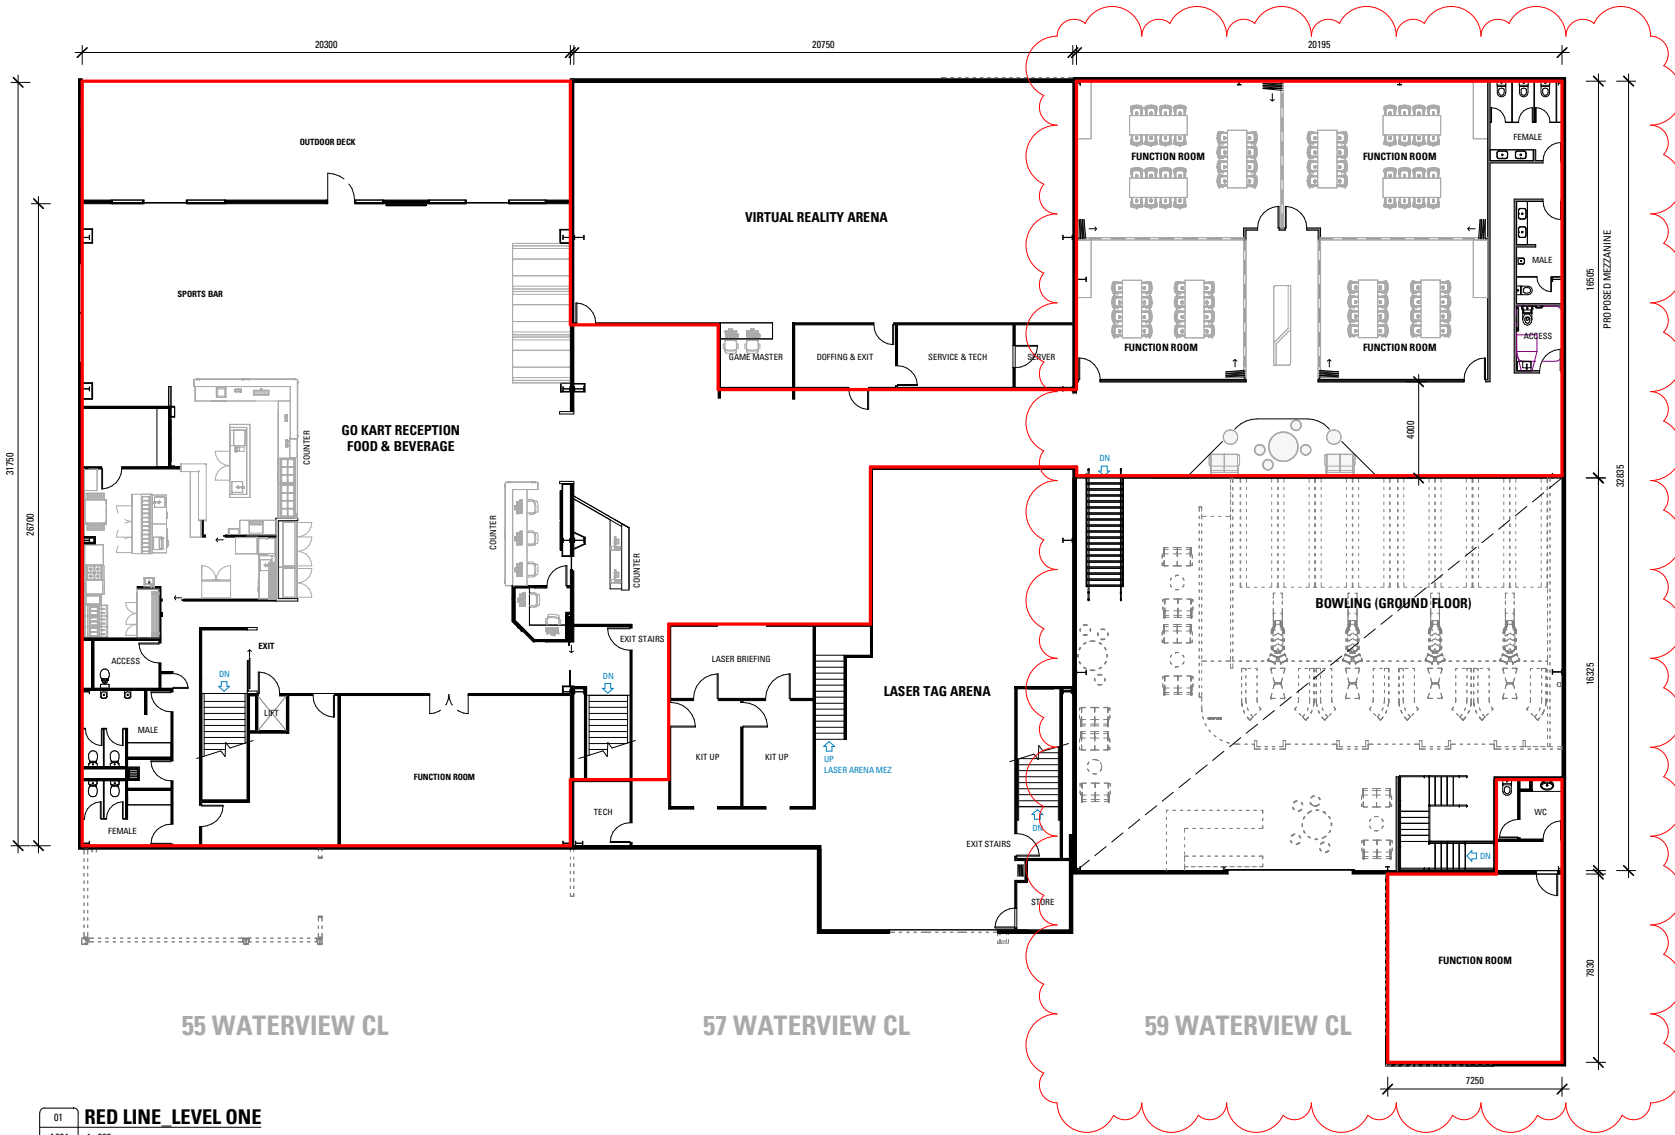 20300
20750
20195
OUTDOOR DECK
FUNCTION ROOM
FUNCTION ROOM
FEMALE
VIRTUAL REALITY ARENA
SPORTS BAR
MALE
16505
PROPOSED MEZZANINE
GAME MASTER
DOFFING & EXIT
SERVICE & TECH
SERVER
FUNCTION ROOM
FUNCTION ROOM
ACCESS
GO KART RECEPTION
FOOD & BEVERAGE
COUNTER
4000
31750
26700
32835
DN
COUNTER
COUNTER
BOWLING (GROUND FLOOR)
EXIT
EXIT STAIRS
ACCESS
LASER BRIEFING
DN
DN
LASER TAG ARENA
16325
LIFT
MALE
KIT UP
KIT UP
UP
LASER ARENA MEZ
FUNCTION ROOM
TECH
WC
FEMALE
DN
EXIT STAIRS
DN
STORE
FUNCTION ROOM
7830
55 WATERVIEW CL
57 WATERVIEW CL
59 WATERVIEW CL
7250
01
RED LINE_LEVEL ONE